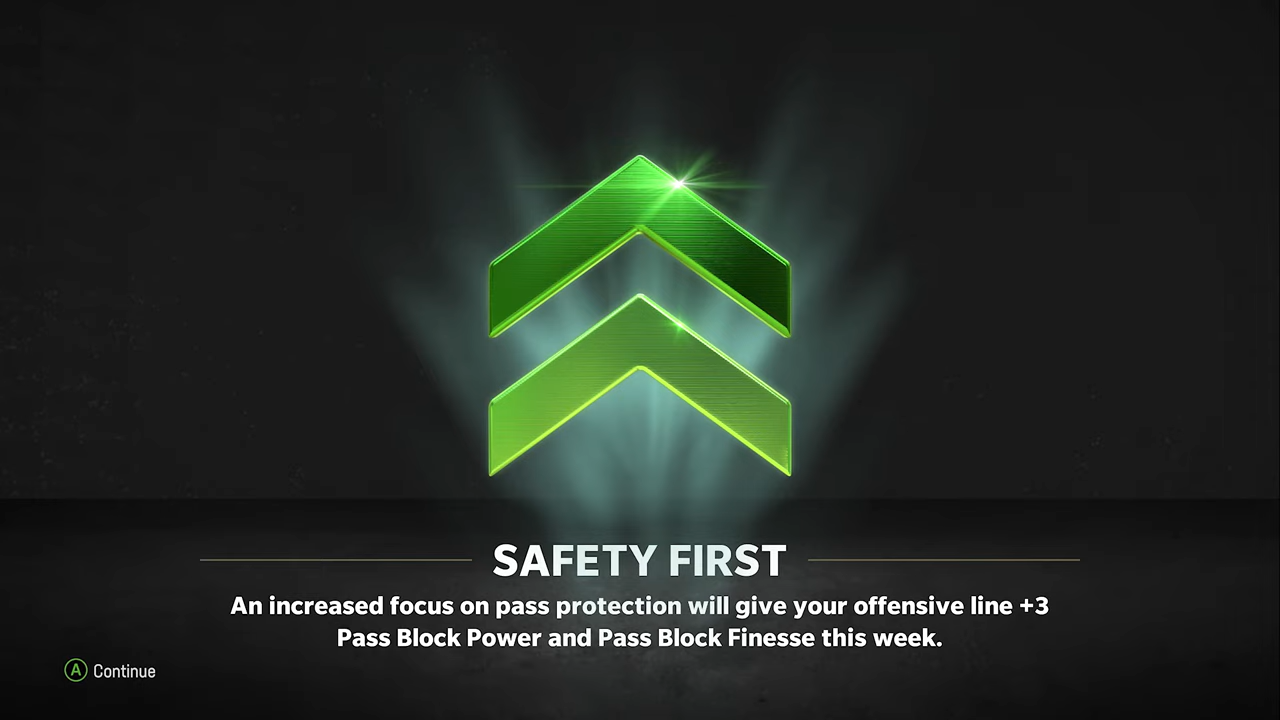 SAFETY FIRST
An increased focus on pass protection will give your offensive line +3
Pass Block Power and Pass Block Finesse this week.
A Continue